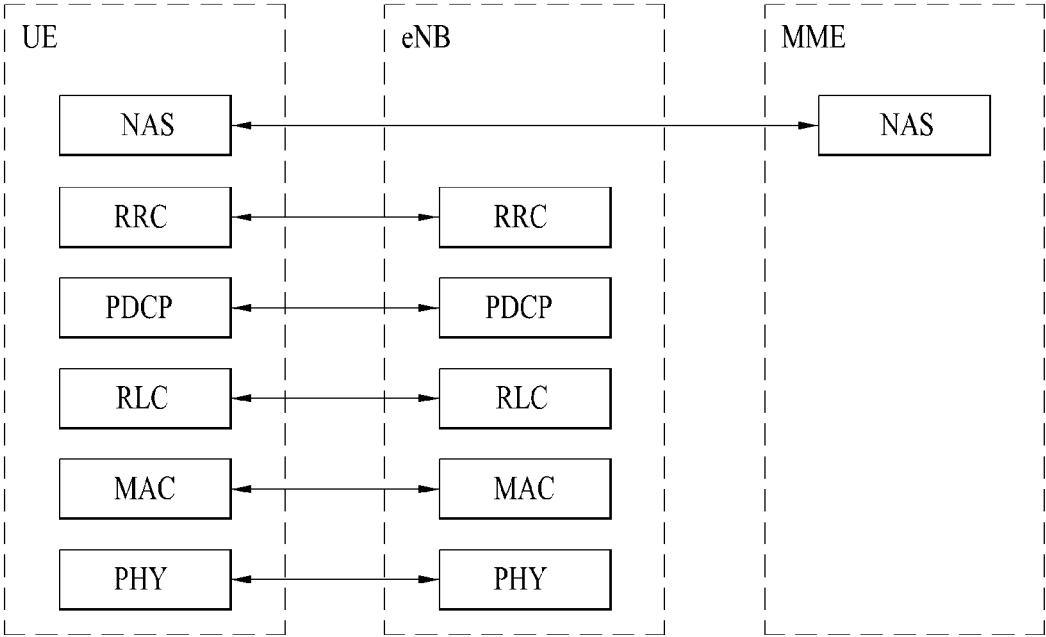 UE eNB MME
NAS NAS
RRC RRC
PDCP PDCP
RLC RLC
MAC MAC
PHY PHY